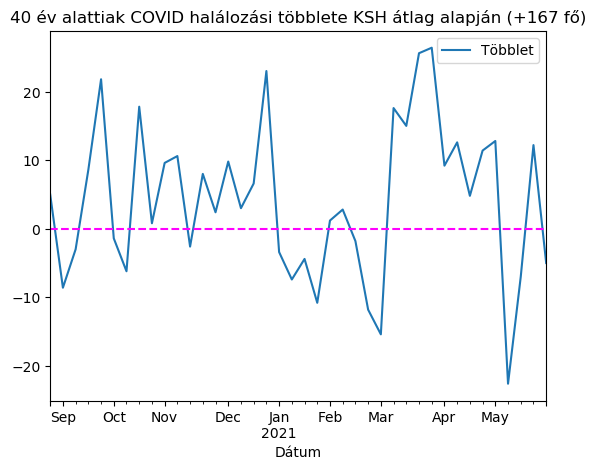 40 év alattiak COVID halálozási többlete KSH átlag alapján (+167 fő)
Többlet
20
10
0
−10
−20
Sep Oct Nov Dec Jan Feb Mar Apr May
2021
Dátum